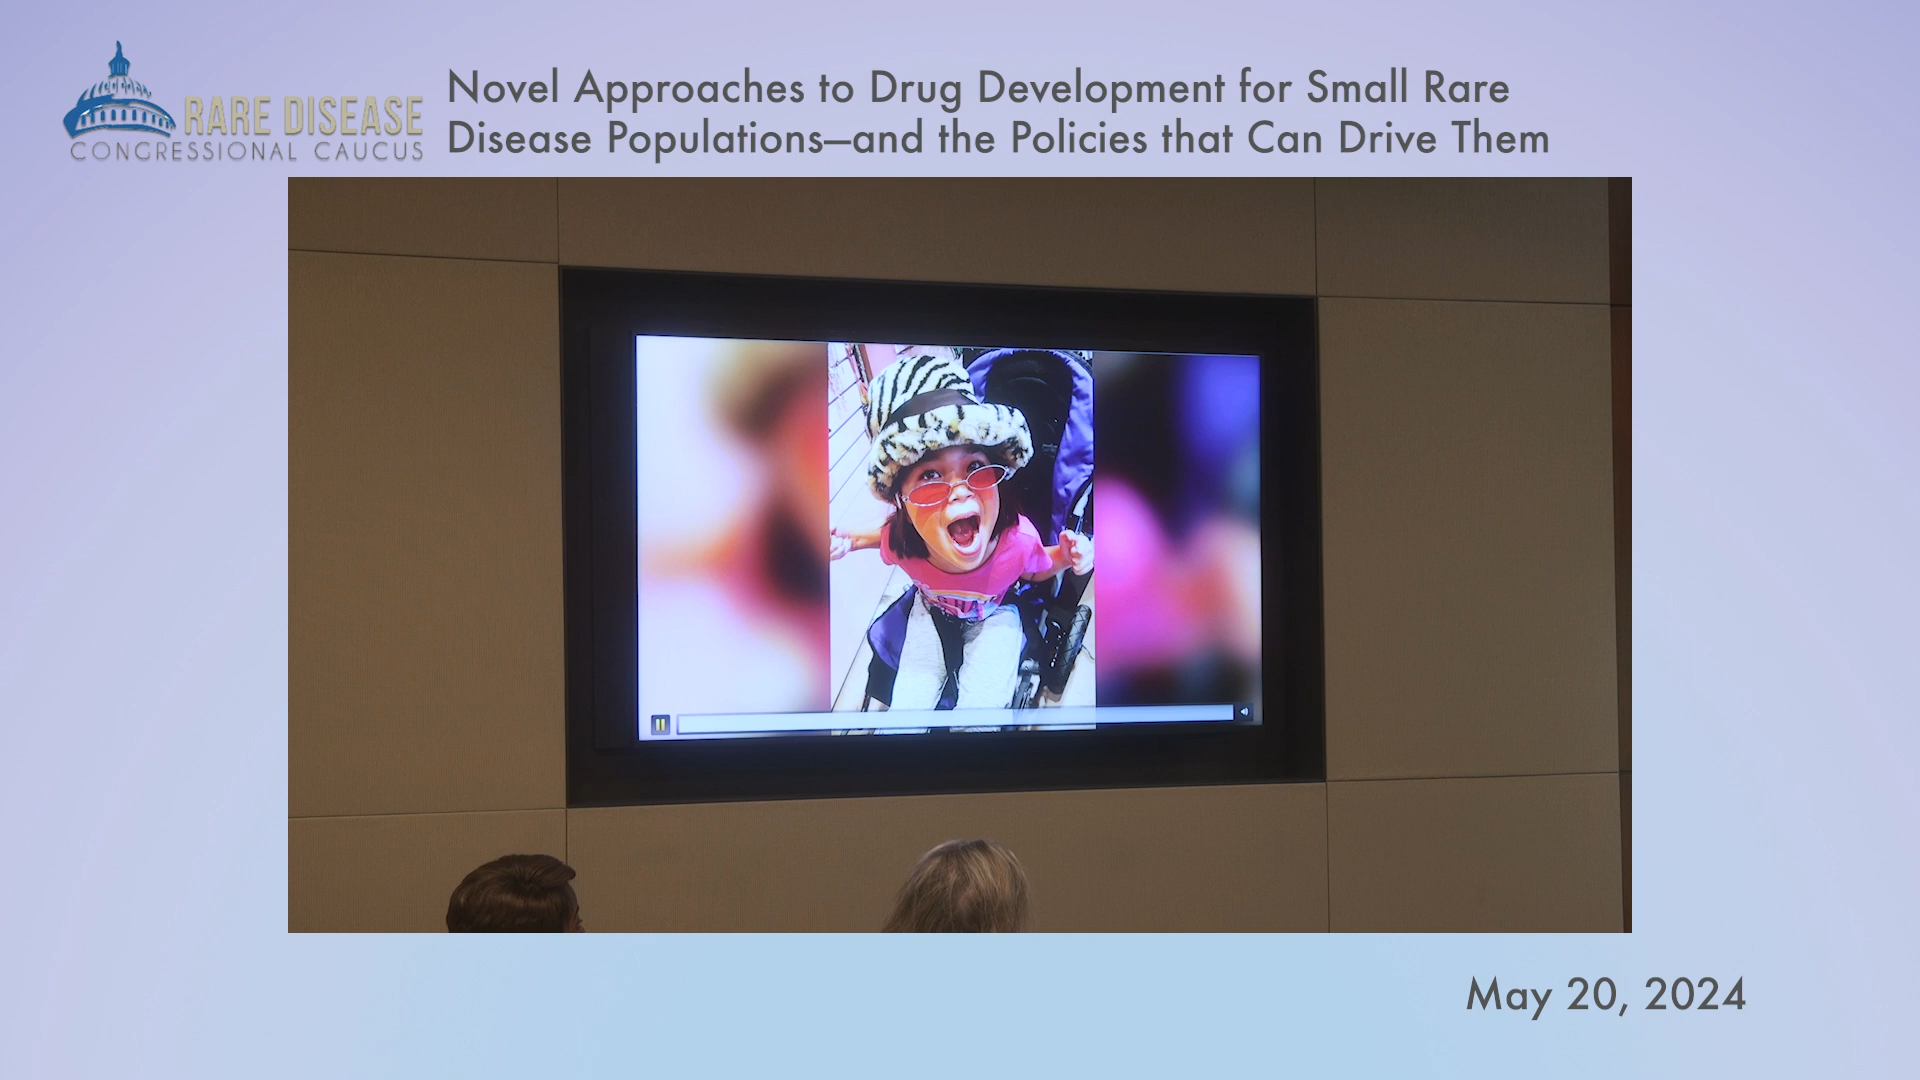 RARE DISEASE
CONGRESSIONAL CAUCUS
Novel Approaches to Drug Development for Small Rare
Disease Populations—and the Policies that Can Drive Them
May 20, 2024